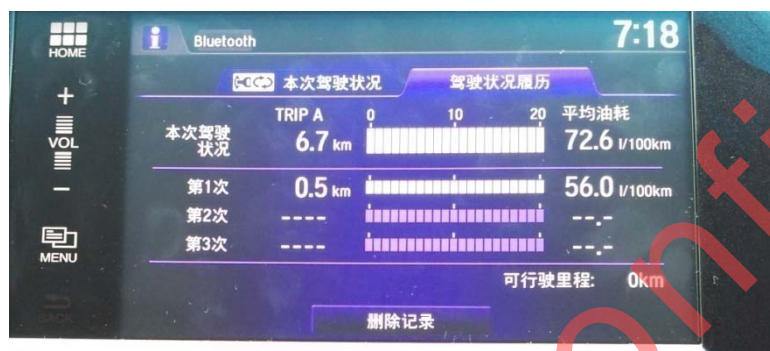 HOME
+
VOL
−
MENU
BACK
i Bluetooth 7:18
本次驾驶状况 驾驶状况履历
TRIP A 0 10 20 平均油耗
本次驾驶状况 6.7 km 72.6 l/100km
第1次 0.5 km 56.0 l/100km
第2次 ---- --.-
第3次 ---- --.-
可行驶里程: 0km
删除记录
onfi